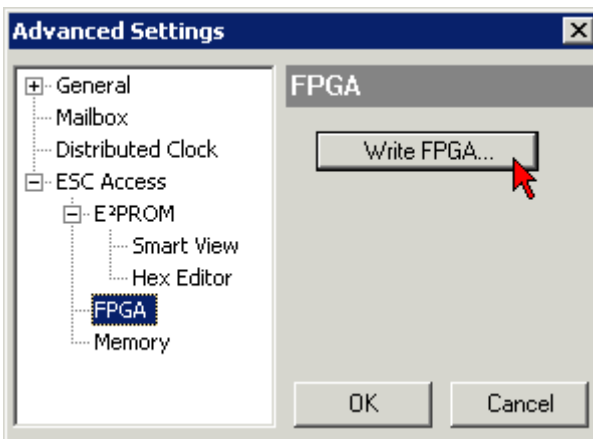 Advanced Settings
General
Mailbox
Distributed Clock
ESC Access
E²PROM
Smart View
Hex Editor
FPGA
Memory
FPGA
Write FPGA...
OK
Cancel